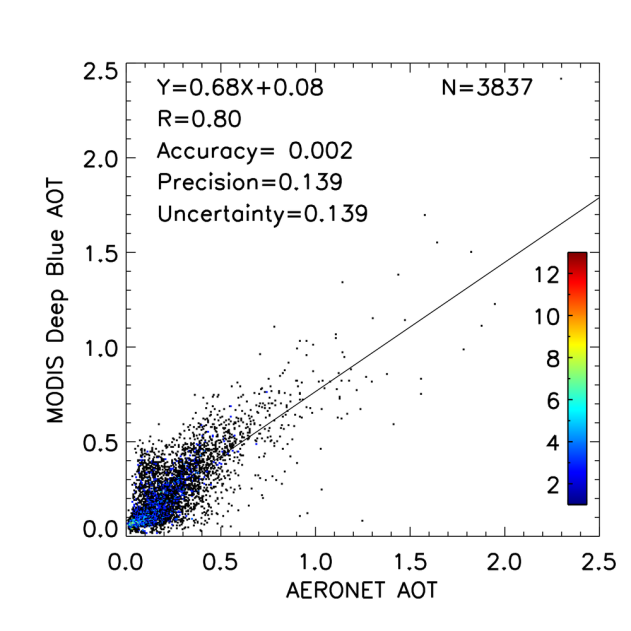 2.5
Y=0.68X+0.08
N=3837
R=0.80
Accuracy= 0.002
2.0
Precision=0.139
Uncertainty=0.139
1.5
1.0
0.5
0.0
MODIS Deep Blue AOT
12
10
8
6
4
2
0.0 0.5 1.0 1.5 2.0 2.5
AERONET AOT